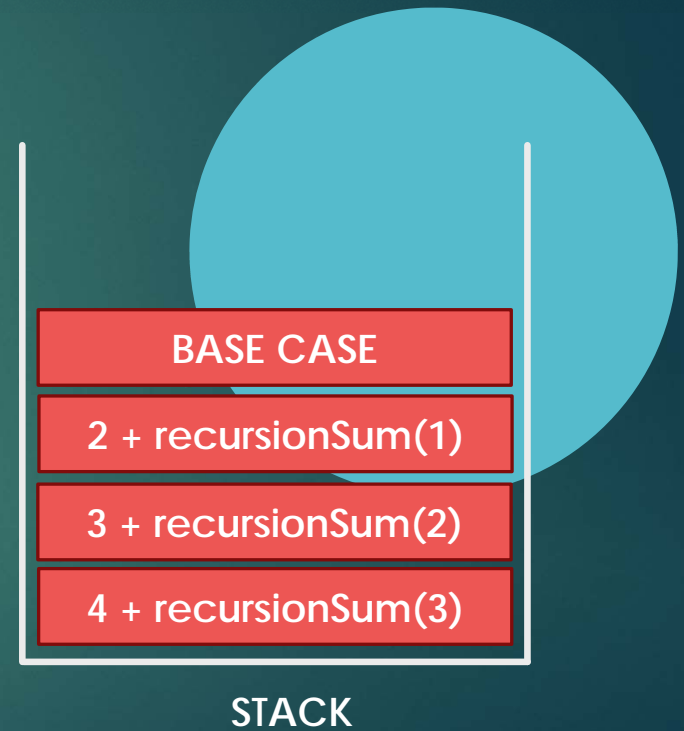 BASE CASE
2 + recursionSum(1)
3 + recursionSum(2)
4 + recursionSum(3)
STACK